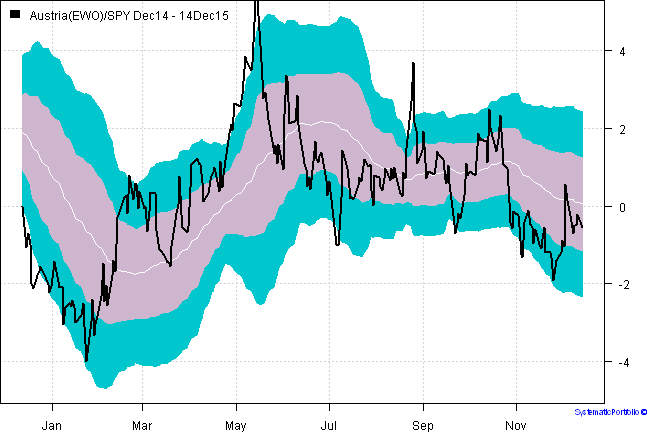 Austria(EWO)/SPY Dec14 - 14Dec15
4
2
0
-2
-4
Jan Mar May Jul Sep Nov
SystematicPortfolio ©